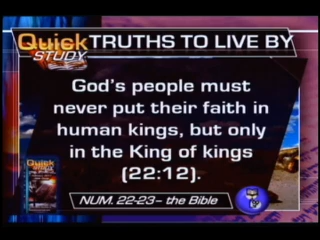 Quick
STUDY
TRUTHS TO LIVE BY
God's people must
never put their faith in
human kings, but only
in the King of kings
(22:12).
Quick
NUM. 22-23– the Bible